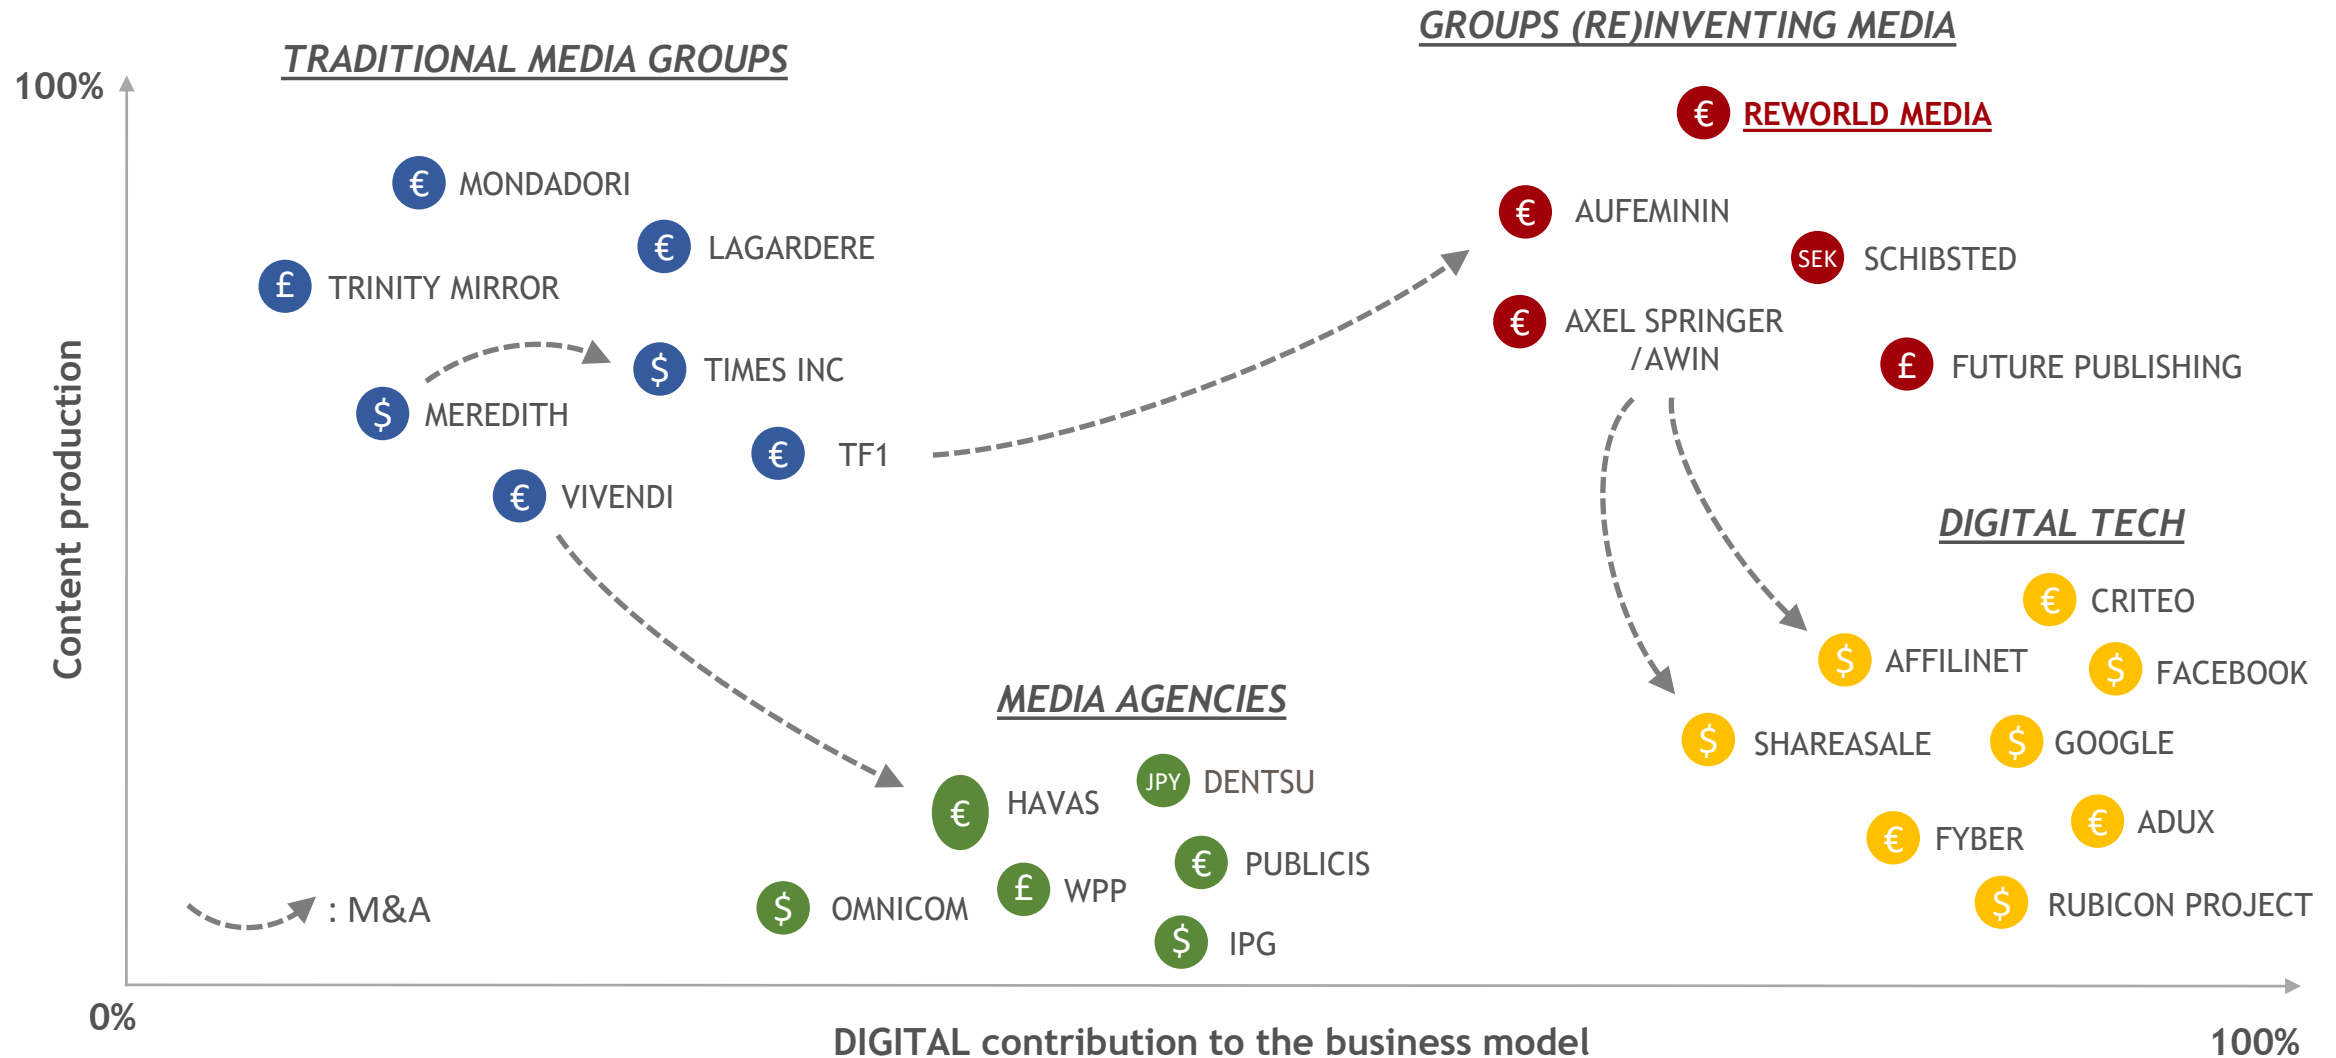 GROUPS (RE)INVENTING MEDIA
TRADITIONAL MEDIA GROUPS
100%
€ REWORLD MEDIA
€ MONDADORI
€ AUFEMININ
€ LAGARDERE
SEK SCHIBSTED
£ TRINITY MIRROR
€ AXEL SPRINGER
/AWIN
$ TIMES INC
£ FUTURE PUBLISHING
$ MEREDITH
€ TF1
€ VIVENDI
Content production
DIGITAL TECH
€ CRITEO
$ AFFILINET
$ FACEBOOK
MEDIA AGENCIES
$ SHAREASALE
$ GOOGLE
JPY DENTSU
€ HAVAS
€ ADUX
€ FYBER
€ PUBLICIS
£ WPP
$ OMNICOM
$ RUBICON PROJECT
: M&A
$ IPG
0%
DIGITAL contribution to the business model
100%